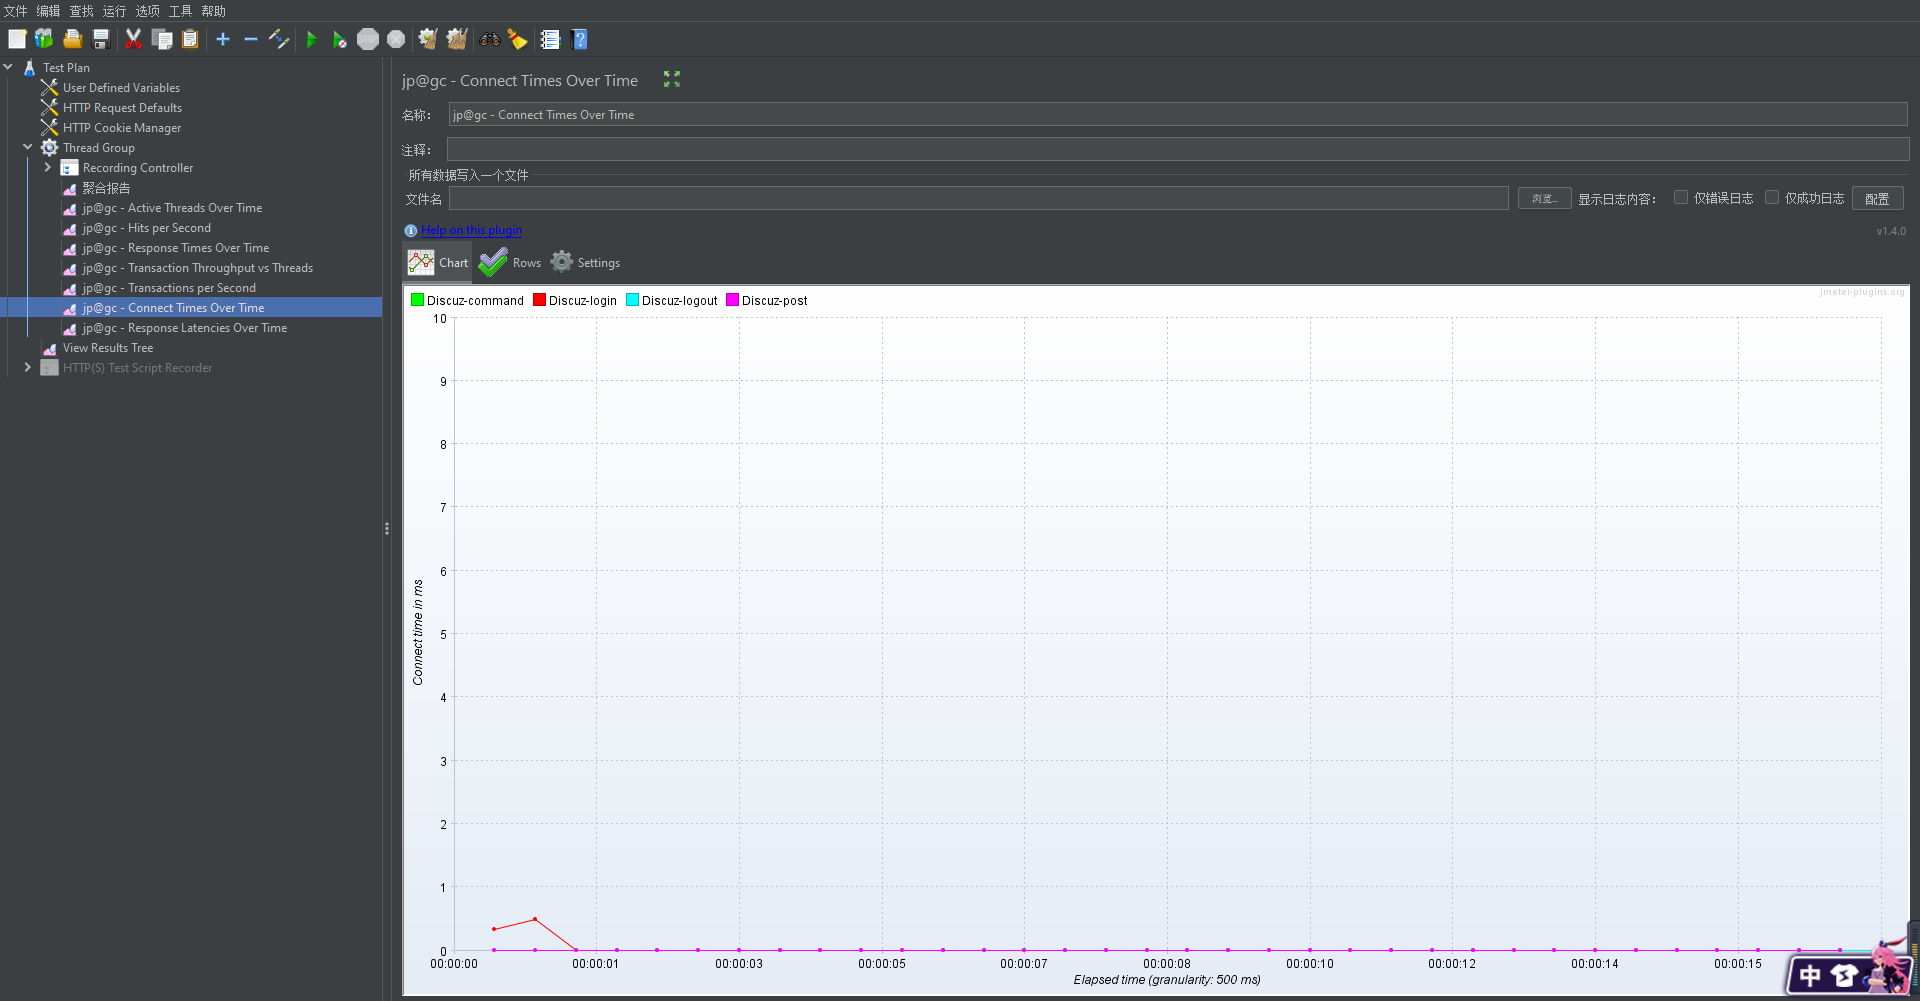 文件 编辑 查找 运行 选项 工具 帮助
Test Plan
User Defined Variables
HTTP Request Defaults
HTTP Cookie Manager
Thread Group
Recording Controller
聚合报告
jp@gc - Active Threads Over Time
jp@gc - Hits per Second
jp@gc - Response Times Over Time
jp@gc - Transaction Throughput vs Threads
jp@gc - Transactions per Second
jp@gc - Connect Times Over Time
jp@gc - Response Latencies Over Time
View Results Tree
HTTP(S) Test Script Recorder
jp@gc - Connect Times Over Time
名称： jp@gc - Connect Times Over Time
注释：
所有数据写入一个文件
文件名 浏览... 显示日志内容： 仅错误日志 仅成功日志 配置
Help on this plugin v1.4.0
Chart Rows Settings
Discuz-command Discuz-login Discuz-logout Discuz-post jmeter-plugins.org
10
9
8
7
6
5
4
3
2
1
0
Connect time in ms
00:00:00 00:00:01 00:00:03 00:00:05 00:00:07 00:00:08 00:00:10 00:00:12 00:00:14 00:00:15
Elapsed time (granularity: 500 ms)
中